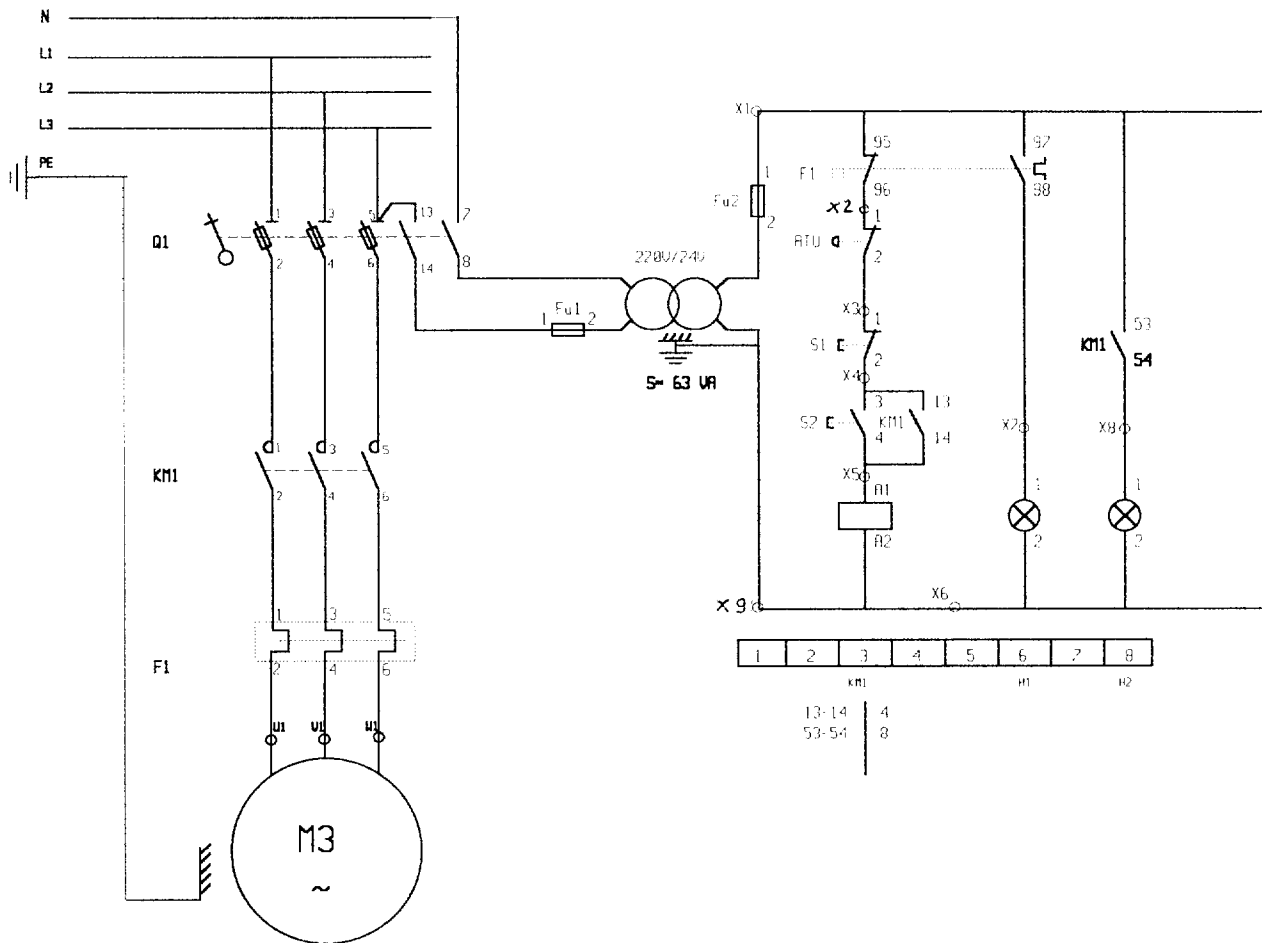 N
L1
L2
L3
PE
Q1
1 3 5 13 7
2 4 6 14 8
1 Fu1 2
220V/24V
S= 63 VA
X1
Fu2 1
2
F1 95 97
96 98
X2
ATU 1
2
X3
S1 1
2
X4
S2 3 KM1 13
4 14
X5
A1
A2
KM1 53
54
X7 X8
1 1
2 2
X9 X6
KM1
1 3 5
2 4 6
F1
1 3 5
2 4 6
U1 V1 W1
M3
~
1 2 3 4 5 6 7 8
KM1 H1 H2
13-14 4
53-54 8